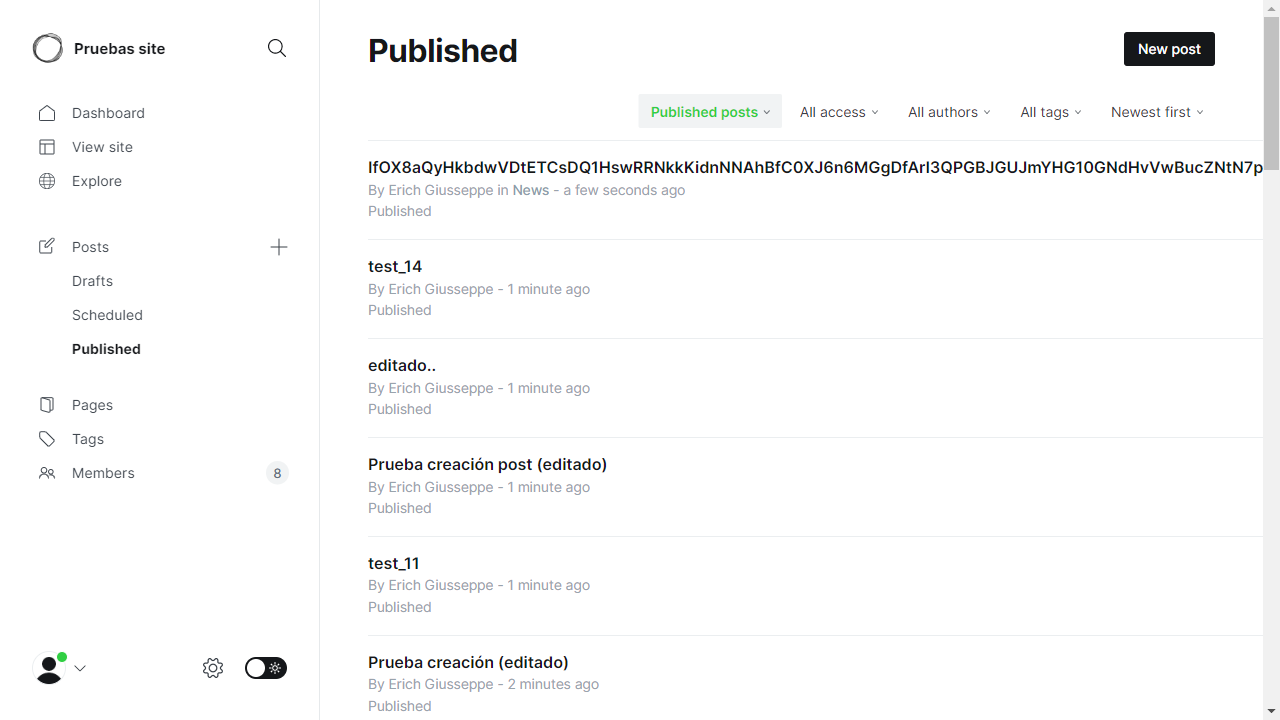 Pruebas site
Dashboard
View site
Explore
Posts
Drafts
Scheduled
Published
Pages
Tags
Members 8
Published
New post
Published posts All access All authors All tags Newest first
IfOX8aQyHkbdwVDtETCsDQ1HswRRNkkKidnNNAhBfC0XJ6n6MGgDfArI3QPGBJGUJmYHG10GNdHvVwBucZNtN7p
By Erich Giusseppe in News - a few seconds ago
Published
test_14
By Erich Giusseppe - 1 minute ago
Published
editado..
By Erich Giusseppe - 1 minute ago
Published
Prueba creación post (editado)
By Erich Giusseppe - 1 minute ago
Published
test_11
By Erich Giusseppe - 1 minute ago
Published
Prueba creación (editado)
By Erich Giusseppe - 2 minutes ago
Published